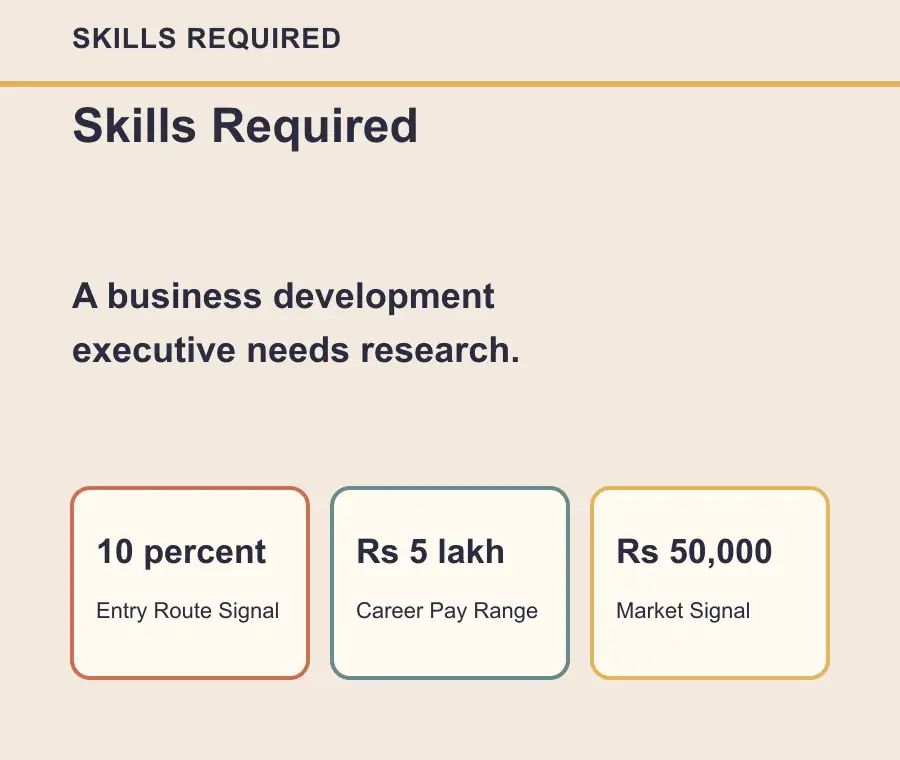 SKILLS REQUIRED
Skills Required
A business development
executive needs research.
10 percent
Entry Route Signal
Rs 5 lakh
Career Pay Range
Rs 50,000
Market Signal